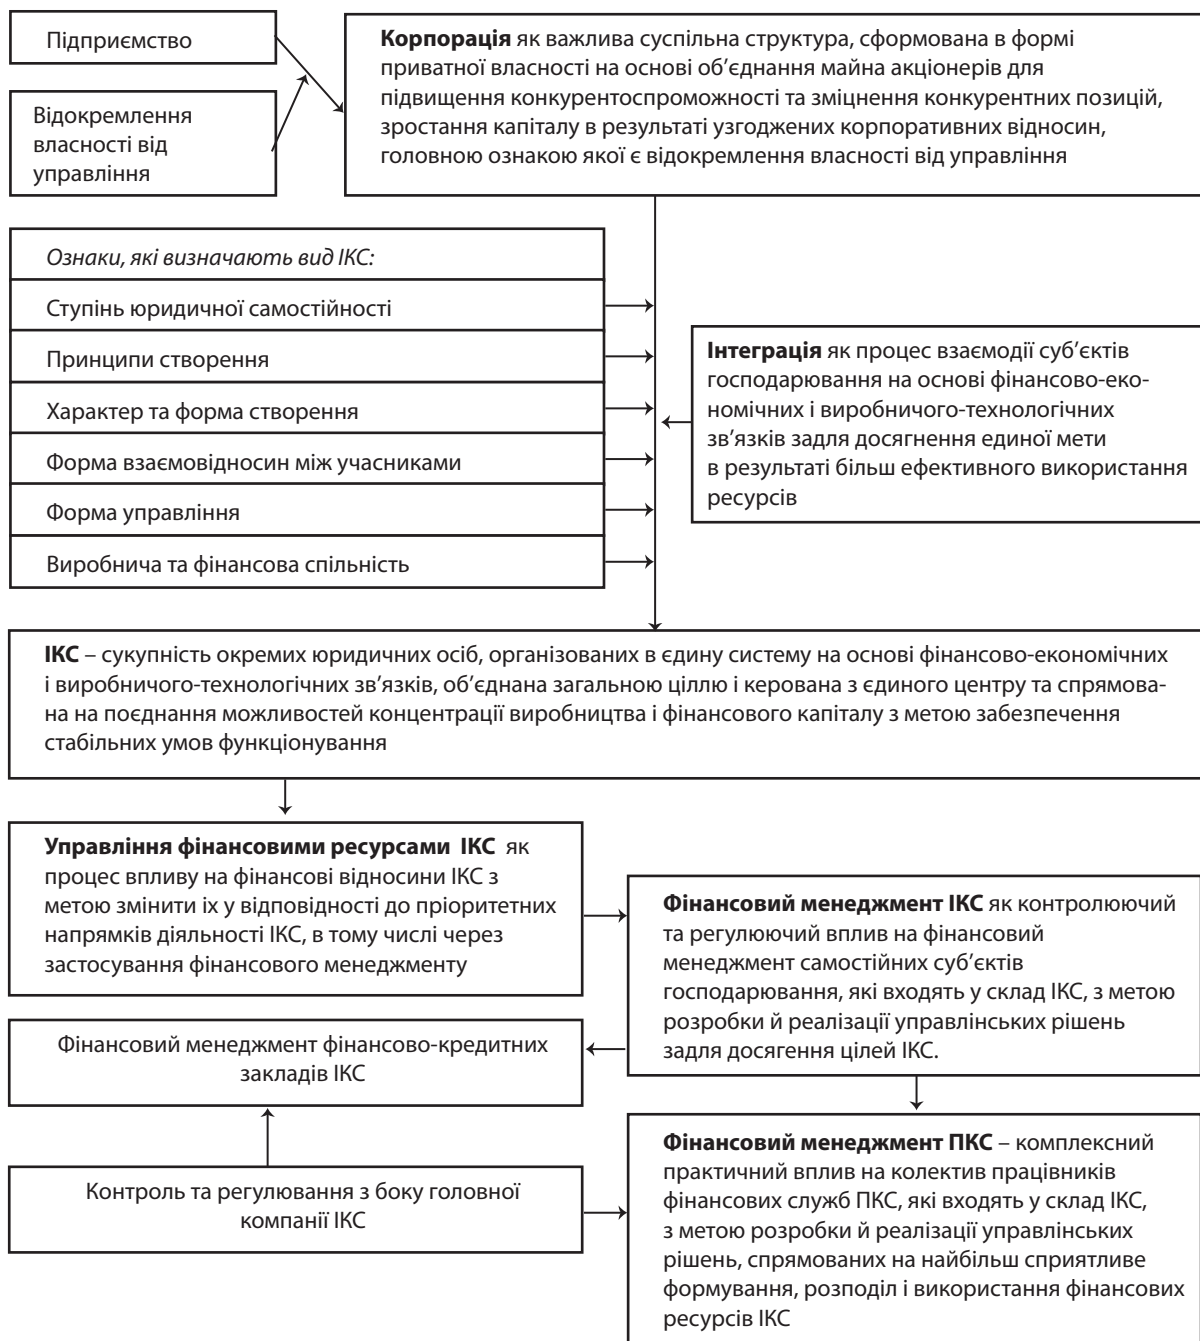 Підприємство
Відокремлення
власності від
управління
Корпорація як важлива суспільна структура, сформована в формі
приватної власності на основі об’єднання майна акціонерів для
підвищення конкурентоспроможності та зміцнення конкурентних позицій,
зростання капіталу в результаті узгоджених корпоративних відносин,
головною ознакою якої є відокремлення власності від управління
Ознаки, які визначають вид ІКС:
Ступінь юридичної самостійності
Принципи створення
Характер та форма створення
Форма взаємовідносин між учасниками
Форма управління
Виробнича та фінансова спільність
Інтеграція як процес взаємодії суб’єктів
господарювання на основі фінансово-еко-
номічних і виробничого-технологічних
зв’язків задля досягнення единої мети
в результаті більш ефективного використання
ресурсів
ІКС – сукупність окремих юридичних осіб, організованих в єдину систему на основі фінансово-економічних
і виробничого-технологічних зв’язків, об’єднана загальною ціллю і керована з єдиного центру та спрямова-
на на поєднання можливостей концентрації виробництва і фінансового капіталу з метою забезпечення
стабільних умов функціонування
Управління фінансовими ресурсами ІКС як
процес впливу на фінансові відносини ІКС з
метою змінити їх у відповідності до пріоритетних
напрямків діяльності ІКС, в тому числі через
застосування фінансового менеджменту
Фінансовий менеджмент ІКС як контролюючий
та регулюючий вплив на фінансовий
менеджмент самостійних суб’єктів
господарювання, які входять у склад ІКС, з метою
розробки й реалізації управлінських рішень
задля досягення цілей ІКС.
Фінансовий менеджмент фінансово-кредитних
закладів ІКС
Контроль та регулювання з боку головної
компанії ІКС
Фінансовий менеджмент ПКС – комплексний
практичний вплив на колектив працівників
фінансових служб ПКС, які входять у склад ІКС,
з метою розробки й реалізації управлінських
рішень, спрямованих на найбільш сприятливе
формування, розподіл і використання фінансових
ресурсів ІКС